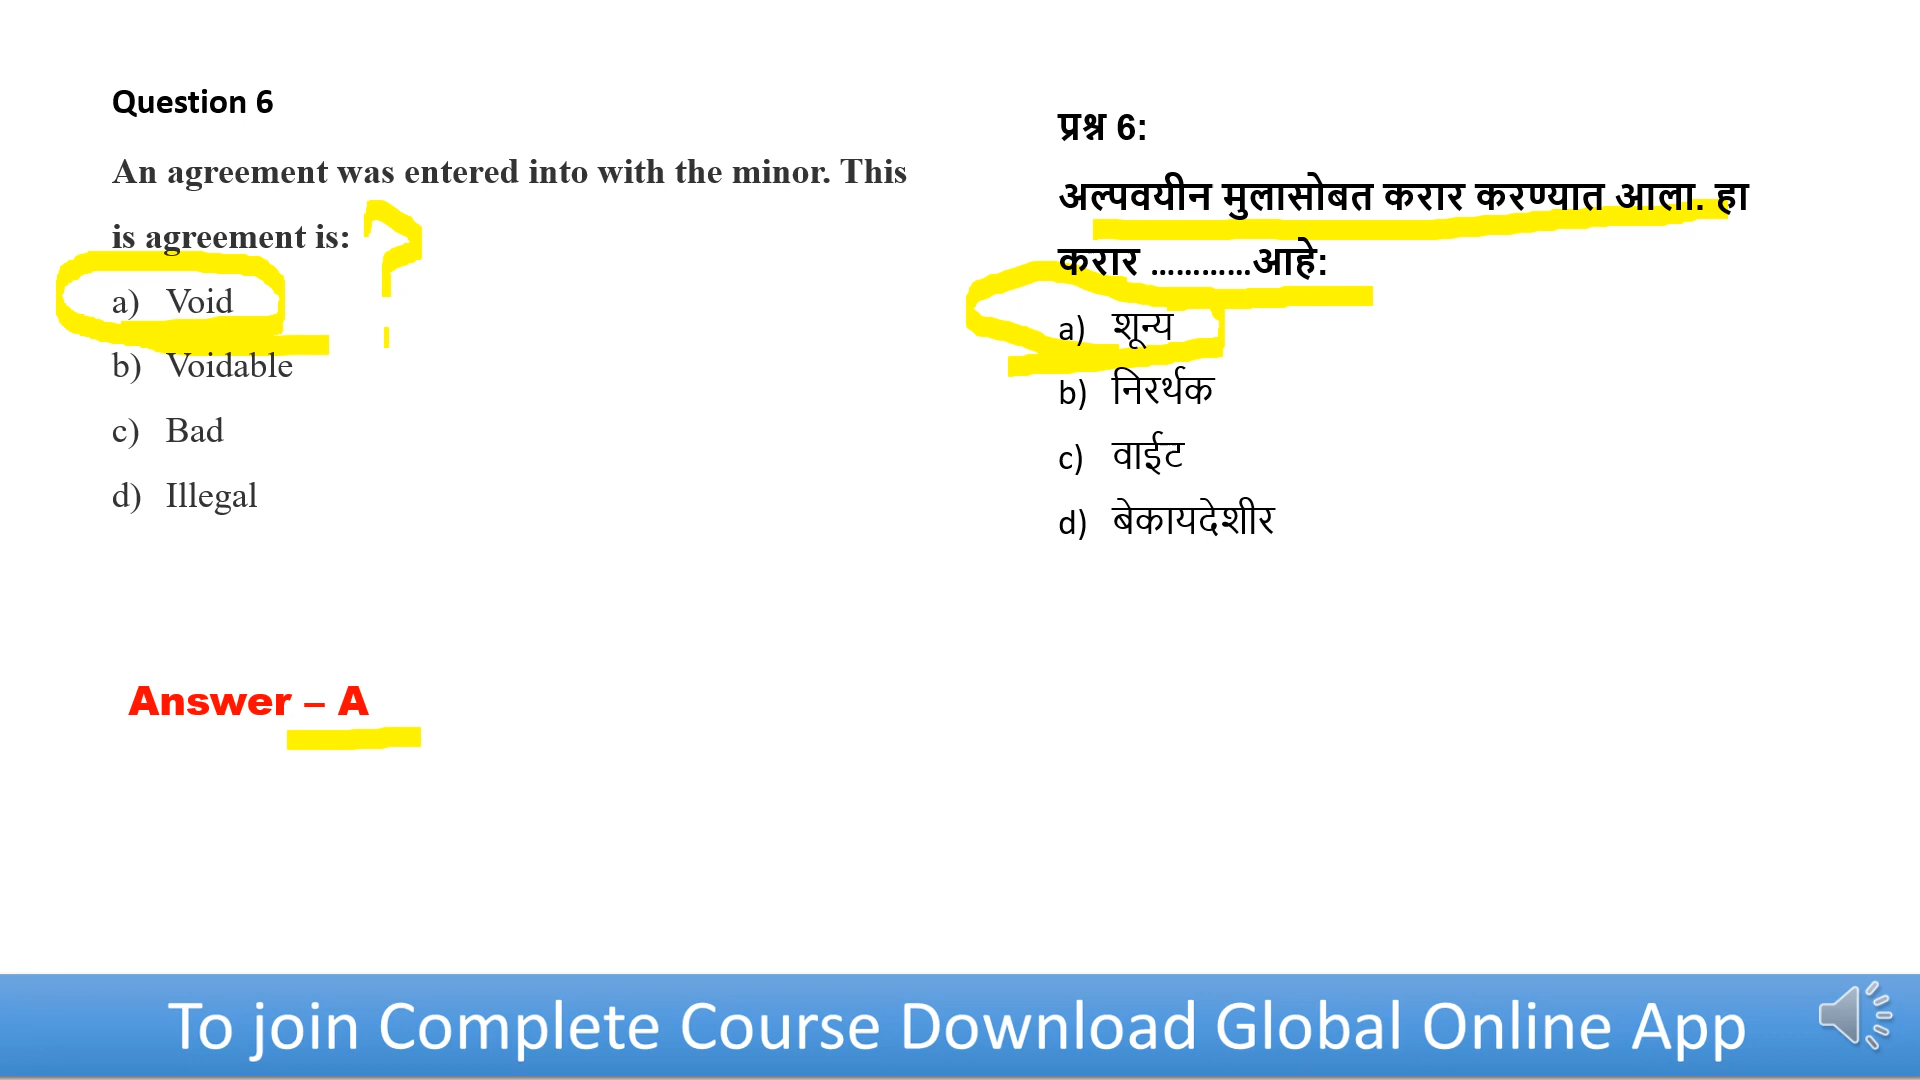 Question 6
An agreement was entered into with the minor. This
is agreement is:
a) Void
b) Voidable
c) Bad
d) Illegal
Answer – A
प्रश्न 6:
अल्पवयीन मुलासोबत करार करण्यात आला. हा
करार …………आहे:
a) शून्य
b) निरर्थक
c) वाईट
d) बेकायदेशीर
To join Complete Course Download Global Online App